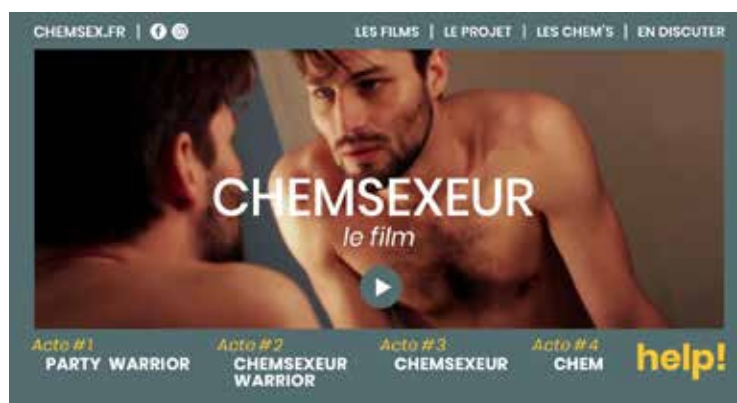 CHEMSEX.FR |
LES FILMS | LE PROJET | LES CHEM'S | EN DISCUTER
CHEMSEXEUR
le film
Acte #1
PARTY WARRIOR
Acte #2
CHEMSEXEUR
WARRIOR
Acte #3
CHEMSEXEUR
Acte #4
CHEM
help!